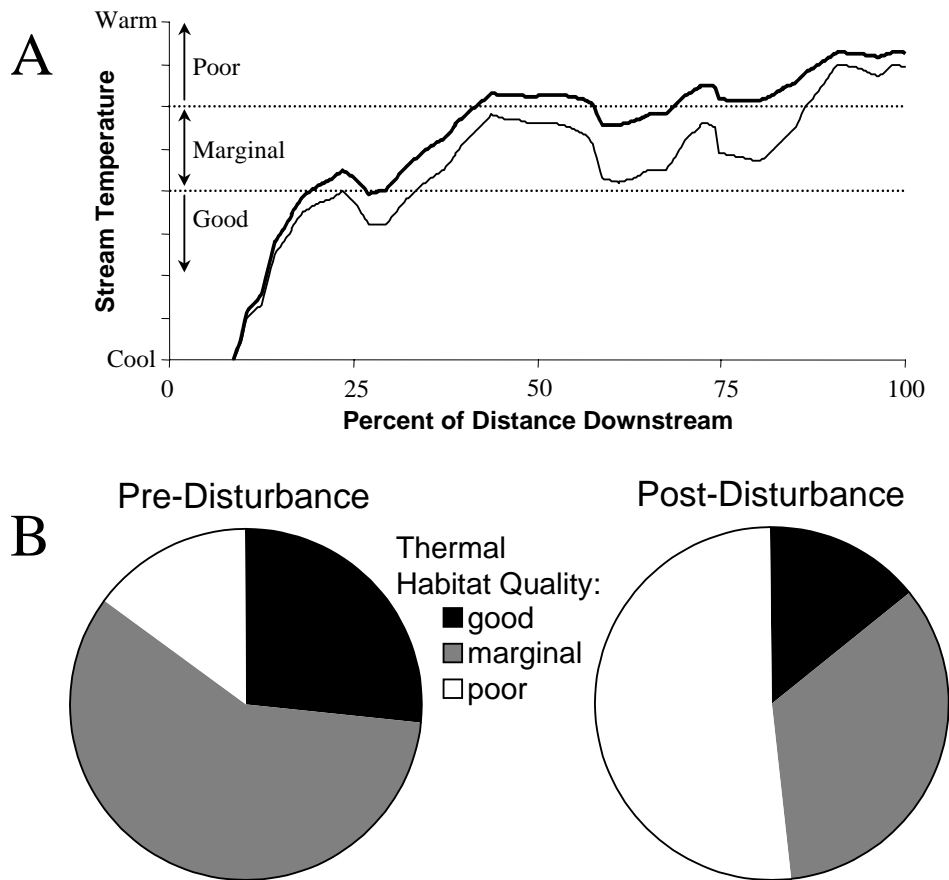 A
Warm
Poor
Marginal
Good
Cool
Stream Temperature
0 25 50 75 100
Percent of Distance Downstream
B
Pre-Disturbance
Post-Disturbance
Thermal
Habitat Quality:
good
marginal
poor